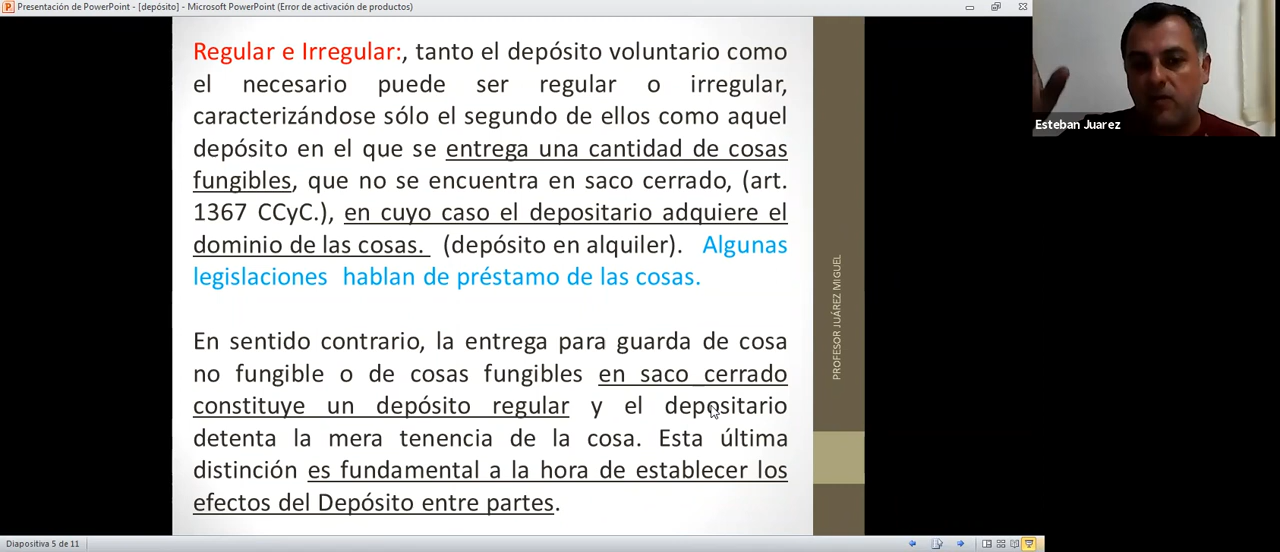 Presentación de PowerPoint - [depósito] - Microsoft PowerPoint (Error de activación de productos)
Regular e Irregular:, tanto el depósito voluntario como
el necesario puede ser regular o irregular,
caracterizándose sólo el segundo de ellos como aquel
depósito en el que se entrega una cantidad de cosas
fungibles, que no se encuentra en saco cerrado, (art.
1367 CCyC.), en cuyo caso el depositario adquiere el
dominio de las cosas. (depósito en alquiler). Algunas
legislaciones hablan de préstamo de las cosas.
En sentido contrario, la entrega para guarda de cosa
no fungible o de cosas fungibles en saco cerrado
constituye un depósito regular y el depositario
detenta la mera tenencia de la cosa. Esta última
distinción es fundamental a la hora de establecer los
efectos del Depósito entre partes.
PROFESOR JUÁREZ MIGUEL
Esteban Juarez
Diapositiva 5 de 11